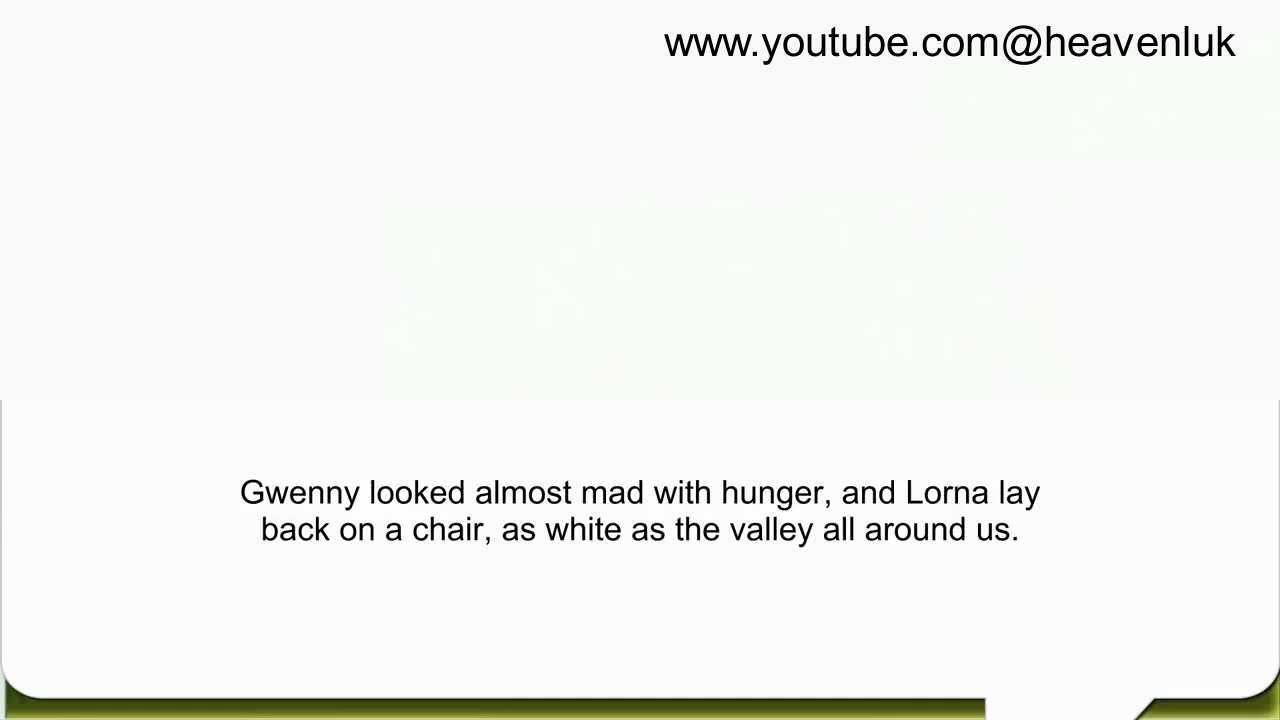 www.youtube.com@heavenluk
Gwenny looked almost mad with hunger, and Lorna lay
back on a chair, as white as the valley all around us.